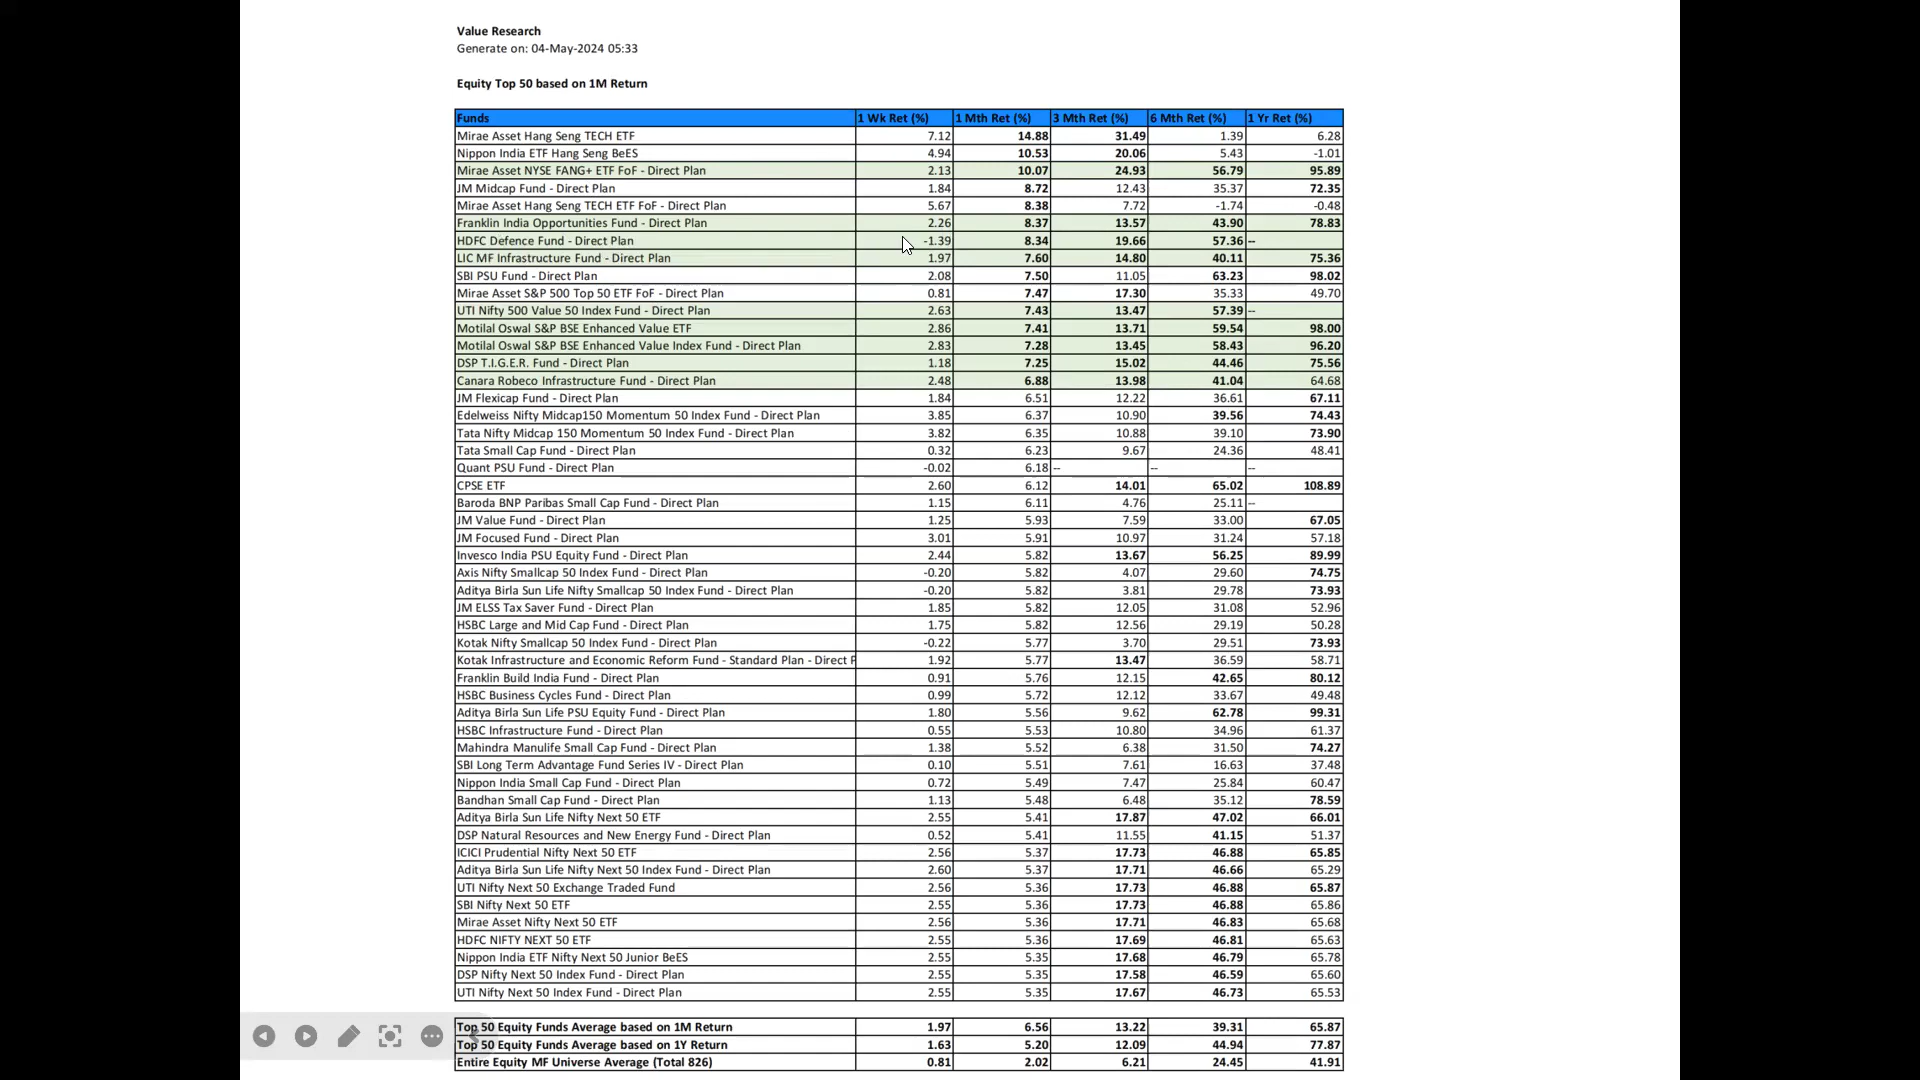 Value Research
Generate on: 04-May-2024 05:33
Equity Top 50 based on 1M Return
Funds 1 Wk Ret (%) 1 Mth Ret (%) 3 Mth Ret (%) 6 Mth Ret (%) 1 Yr Ret (%)
Mirae Asset Hang Seng TECH ETF 7.12 14.88 31.49 1.39 6.28
Nippon India ETF Hang Seng BeES 4.94 10.53 20.06 5.43 -1.01
Mirae Asset NYSE FANG+ ETF FoF - Direct Plan 2.13 10.07 24.93 56.79 95.89
JM Midcap Fund - Direct Plan 1.84 8.72 12.43 35.37 72.35
Mirae Asset Hang Seng TECH ETF FoF - Direct Plan 5.67 8.38 7.72 -1.74 -0.48
Franklin India Opportunities Fund - Direct Plan 2.26 8.37 13.57 43.90 78.83
HDFC Defence Fund - Direct Plan -1.39 8.34 19.66 57.36 --
LIC MF Infrastructure Fund - Direct Plan 1.97 7.60 14.80 40.11 75.36
SBI PSU Fund - Direct Plan 2.08 7.50 11.05 63.23 98.02
Mirae Asset S&P 500 Top 50 ETF FoF - Direct Plan 0.81 7.47 17.30 35.33 49.70
UTI Nifty 500 Value 50 Index Fund - Direct Plan 2.63 7.43 13.47 57.39 --
Motilal Oswal S&P BSE Enhanced Value ETF 2.86 7.41 13.71 59.54 98.00
Motilal Oswal S&P BSE Enhanced Value Index Fund - Direct Plan 2.83 7.28 13.45 58.43 96.20
DSP T.I.G.E.R. Fund - Direct Plan 1.18 7.25 15.02 44.46 75.56
Canara Robeco Infrastructure Fund - Direct Plan 2.48 6.88 13.98 41.04 64.68
JM Flexicap Fund - Direct Plan 1.84 6.51 12.22 36.61 67.11
Edelweiss Nifty Midcap150 Momentum 50 Index Fund - Direct Plan 3.85 6.37 10.90 39.56 74.43
Tata Nifty Midcap 150 Momentum 50 Index Fund - Direct Plan 3.82 6.35 10.88 39.10 73.90
Tata Small Cap Fund - Direct Plan 0.32 6.23 9.67 24.36 48.41
Quant PSU Fund - Direct Plan -0.02 6.18 -- -- --
CPSE ETF 2.60 6.12 14.01 65.02 108.89
Baroda BNP Paribas Small Cap Fund - Direct Plan 1.15 6.11 4.76 25.11 --
JM Value Fund - Direct Plan 1.25 5.93 7.59 33.00 67.05
JM Focused Fund - Direct Plan 3.01 5.91 10.97 31.24 57.18
Invesco India PSU Equity Fund - Direct Plan 2.44 5.82 13.67 56.25 89.99
Axis Nifty Smallcap 50 Index Fund - Direct Plan -0.20 5.82 4.07 29.60 74.75
Aditya Birla Sun Life Nifty Smallcap 50 Index Fund - Direct Plan -0.20 5.82 3.81 29.78 73.93
JM ELSS Tax Saver Fund - Direct Plan 1.85 5.82 12.05 31.08 52.96
HSBC Large and Mid Cap Fund - Direct Plan 1.75 5.82 12.56 29.19 50.28
Kotak Nifty Smallcap 50 Index Fund - Direct Plan -0.22 5.77 3.70 29.51 73.93
Kotak Infrastructure and Economic Reform Fund - Standard Plan - Direct P 1.92 5.77 13.47 36.59 58.71
Franklin Build India Fund - Direct Plan 0.91 5.76 12.15 42.65 80.12
HSBC Business Cycles Fund - Direct Plan 0.99 5.72 12.12 33.67 49.48
Aditya Birla Sun Life PSU Equity Fund - Direct Plan 1.80 5.56 9.62 62.78 99.31
HSBC Infrastructure Fund - Direct Plan 0.55 5.53 10.80 34.96 61.37
Mahindra Manulife Small Cap Fund - Direct Plan 1.38 5.52 6.38 31.50 74.27
SBI Long Term Advantage Fund Series IV - Direct Plan 0.10 5.51 7.61 16.63 37.48
Nippon India Small Cap Fund - Direct Plan 0.72 5.49 7.47 25.84 60.47
Bandhan Small Cap Fund - Direct Plan 1.13 5.48 6.48 35.12 78.59
Aditya Birla Sun Life Nifty Next 50 ETF 2.55 5.41 17.87 47.02 66.01
DSP Natural Resources and New Energy Fund - Direct Plan 0.52 5.41 11.55 41.15 51.37
ICICI Prudential Nifty Next 50 ETF 2.56 5.37 17.73 46.88 65.85
Aditya Birla Sun Life Nifty Next 50 Index Fund - Direct Plan 2.60 5.37 17.71 46.66 65.29
UTI Nifty Next 50 Exchange Traded Fund 2.56 5.36 17.73 46.88 65.87
SBI Nifty Next 50 ETF 2.55 5.36 17.73 46.88 65.86
Mirae Asset Nifty Next 50 ETF 2.56 5.36 17.71 46.83 65.68
HDFC NIFTY NEXT 50 ETF 2.55 5.36 17.69 46.81 65.63
Nippon India ETF Nifty Next 50 Junior BeES 2.55 5.35 17.68 46.79 65.78
DSP Nifty Next 50 Index Fund - Direct Plan 2.55 5.35 17.58 46.59 65.60
UTI Nifty Next 50 Index Fund - Direct Plan 2.55 5.35 17.67 46.73 65.53
Top 50 Equity Funds Average based on 1M Return 1.97 6.56 13.22 39.31 65.87
Top 50 Equity Funds Average based on 1Y Return 1.63 5.20 12.09 44.94 77.87
Entire Equity MF Universe Average (Total 826) 0.81 2.02 6.21 24.45 41.91